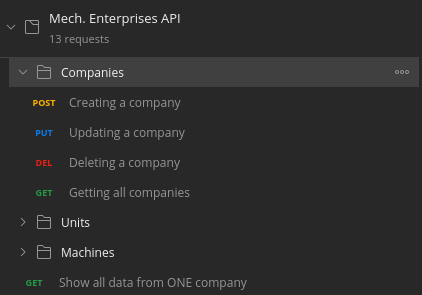 Mech. Enterprises API
13 requests
Companies
POST Creating a company
PUT Updating a company
DEL Deleting a company
GET Getting all companies
Units
Machines
GET Show all data from ONE company